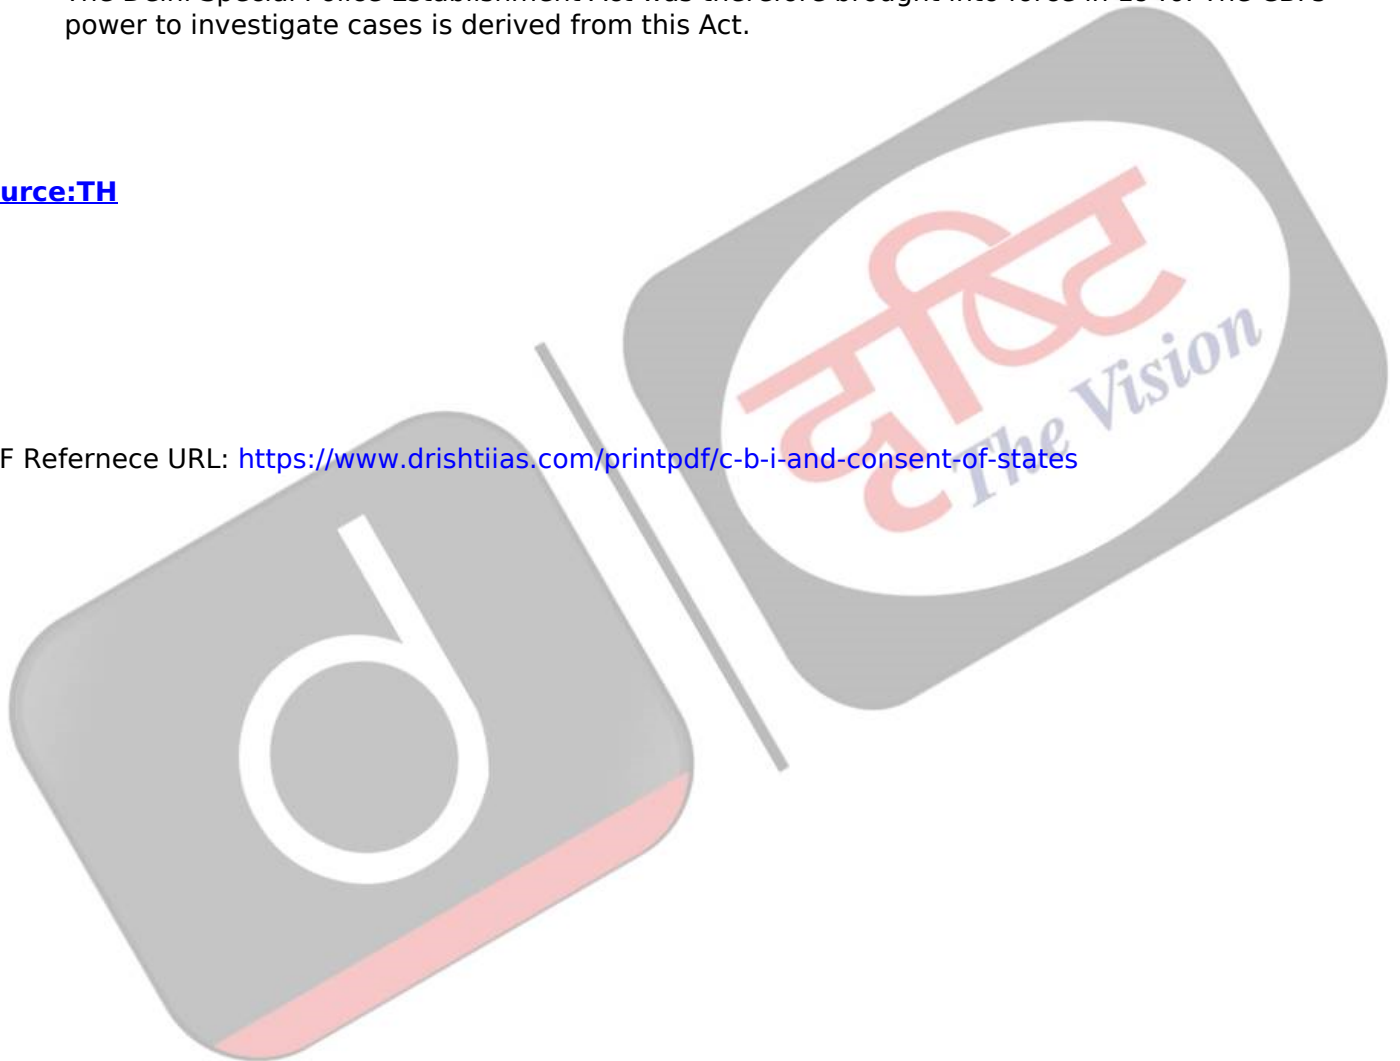 power to investigate cases is derived from this Act.
urce:TH
दृष्टि
The Vision
F Refernece URL: https://www.drishtiias.com/printpdf/c-b-i-and-consent-of-states
d